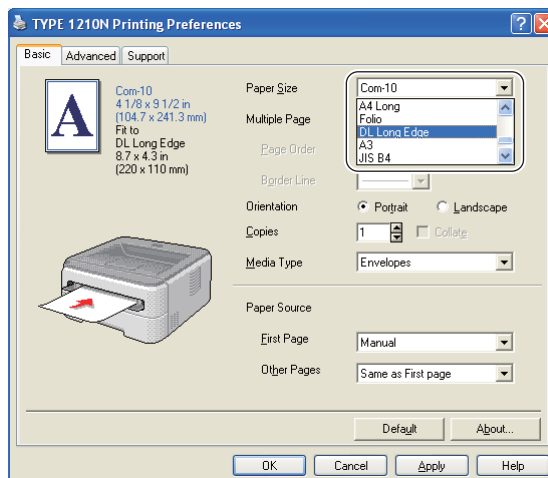 TYPE 1210N Printing Preferences
Basic Advanced Support
A
Com-10
4 1/8 x 9 1/2 in
(104.7 x 241.3 mm)
Fit to
DL Long Edge
8.7 x 4.3 in
(220 x 110 mm)
Paper Size Com-10
A4 Long
Folio
DL Long Edge
A3
JIS B4
Multiple Page
Page Order
Border Line
Orientation Portrait Landscape
Copies 1 Collate
Media Type Envelopes
Paper Source
First Page Manual
Other Pages Same as First page
Default About...
OK Cancel Apply Help